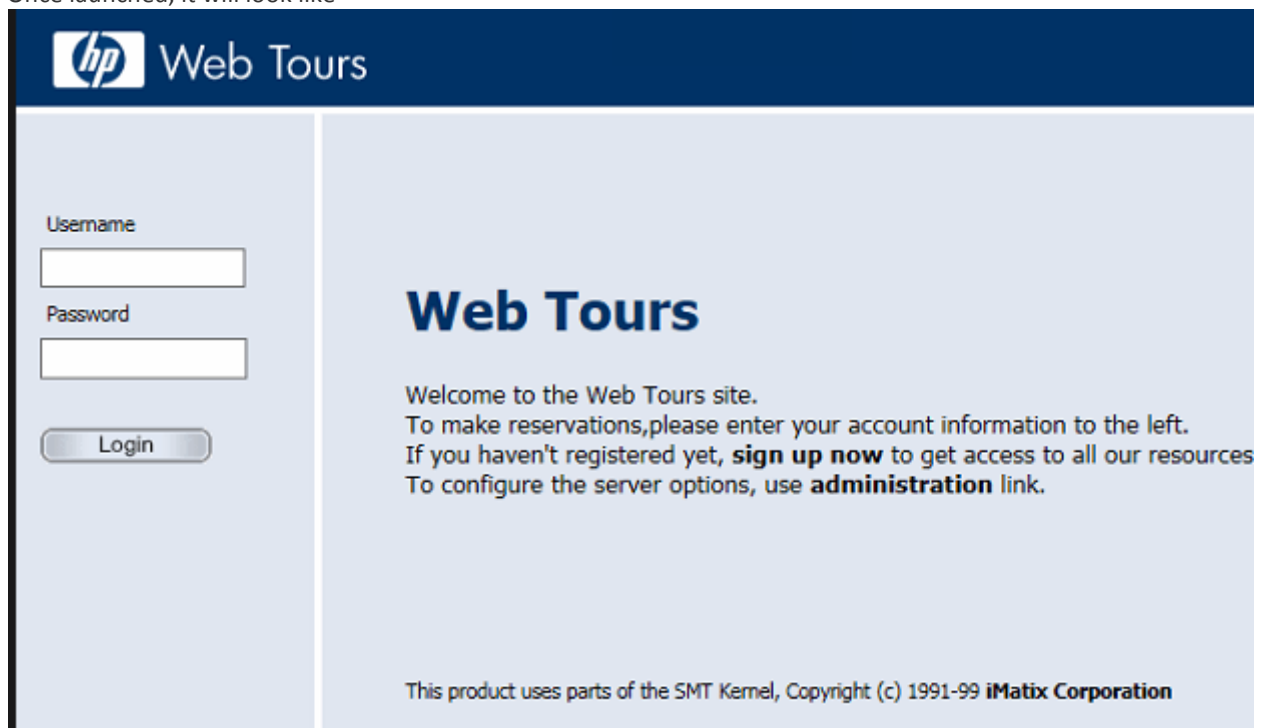 Once launched, it will look like
hp Web Tours
Username
Password
Login
Web Tours
Welcome to the Web Tours site.
To make reservations,please enter your account information to the left.
If you haven't registered yet, sign up now to get access to all our resources
To configure the server options, use administration link.
This product uses parts of the SMT Kernel, Copyright (c) 1991-99 iMatix Corporation